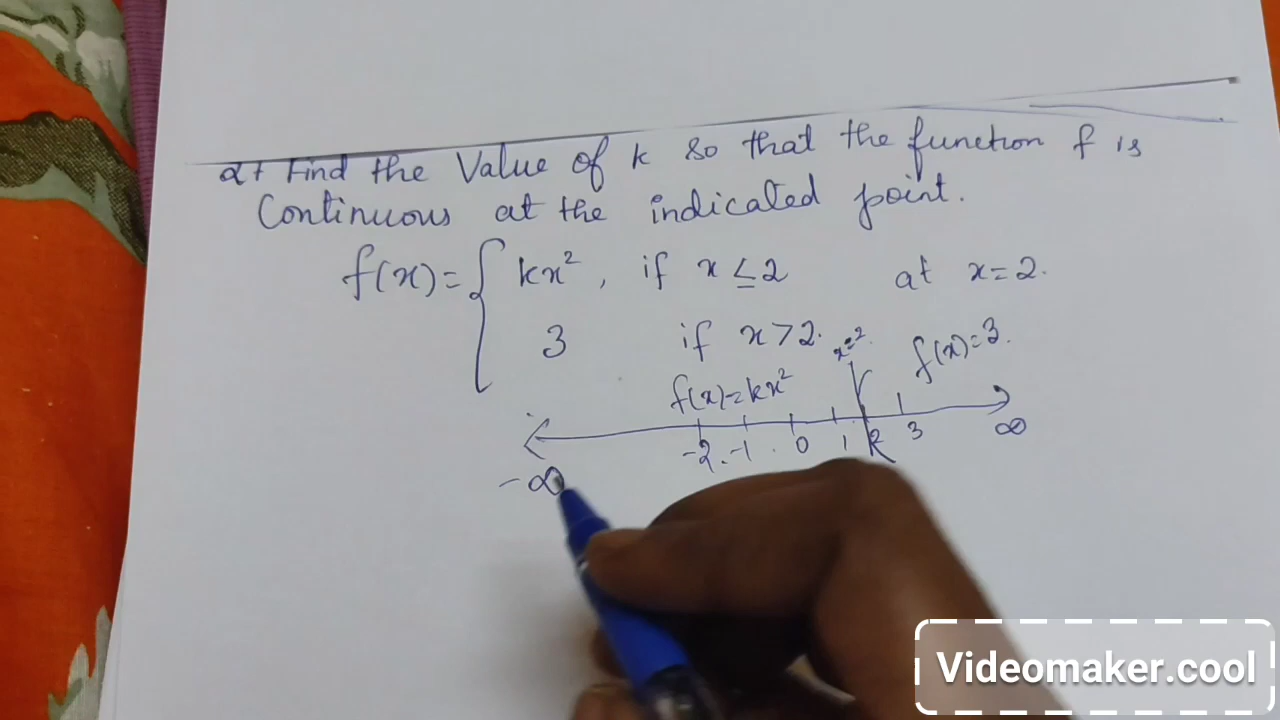 Find the Value of k so that the function f is
Continuous at the indicated point.
f(x) = { kx², if x ≤ 2 at x = 2.
3 if x > 2.
x=2
f(x) = 3.
f(x) = kx²
-2 -1 0 1 2 3 ∞
-∞
Videomaker.cool